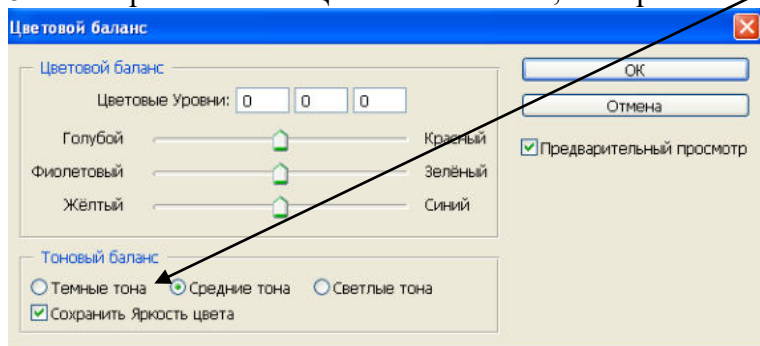 Цветовой баланс
Цветовой баланс
Цветовые Уровни: 0 0 0
Голубой Красный
Фиолетовый Зелёный
Жёлтый Синий
Тоновый баланс
Темные тона Средние тона Светлые тона
Сохранить Яркость цвета
ОК
Отмена
Предварительный просмотр